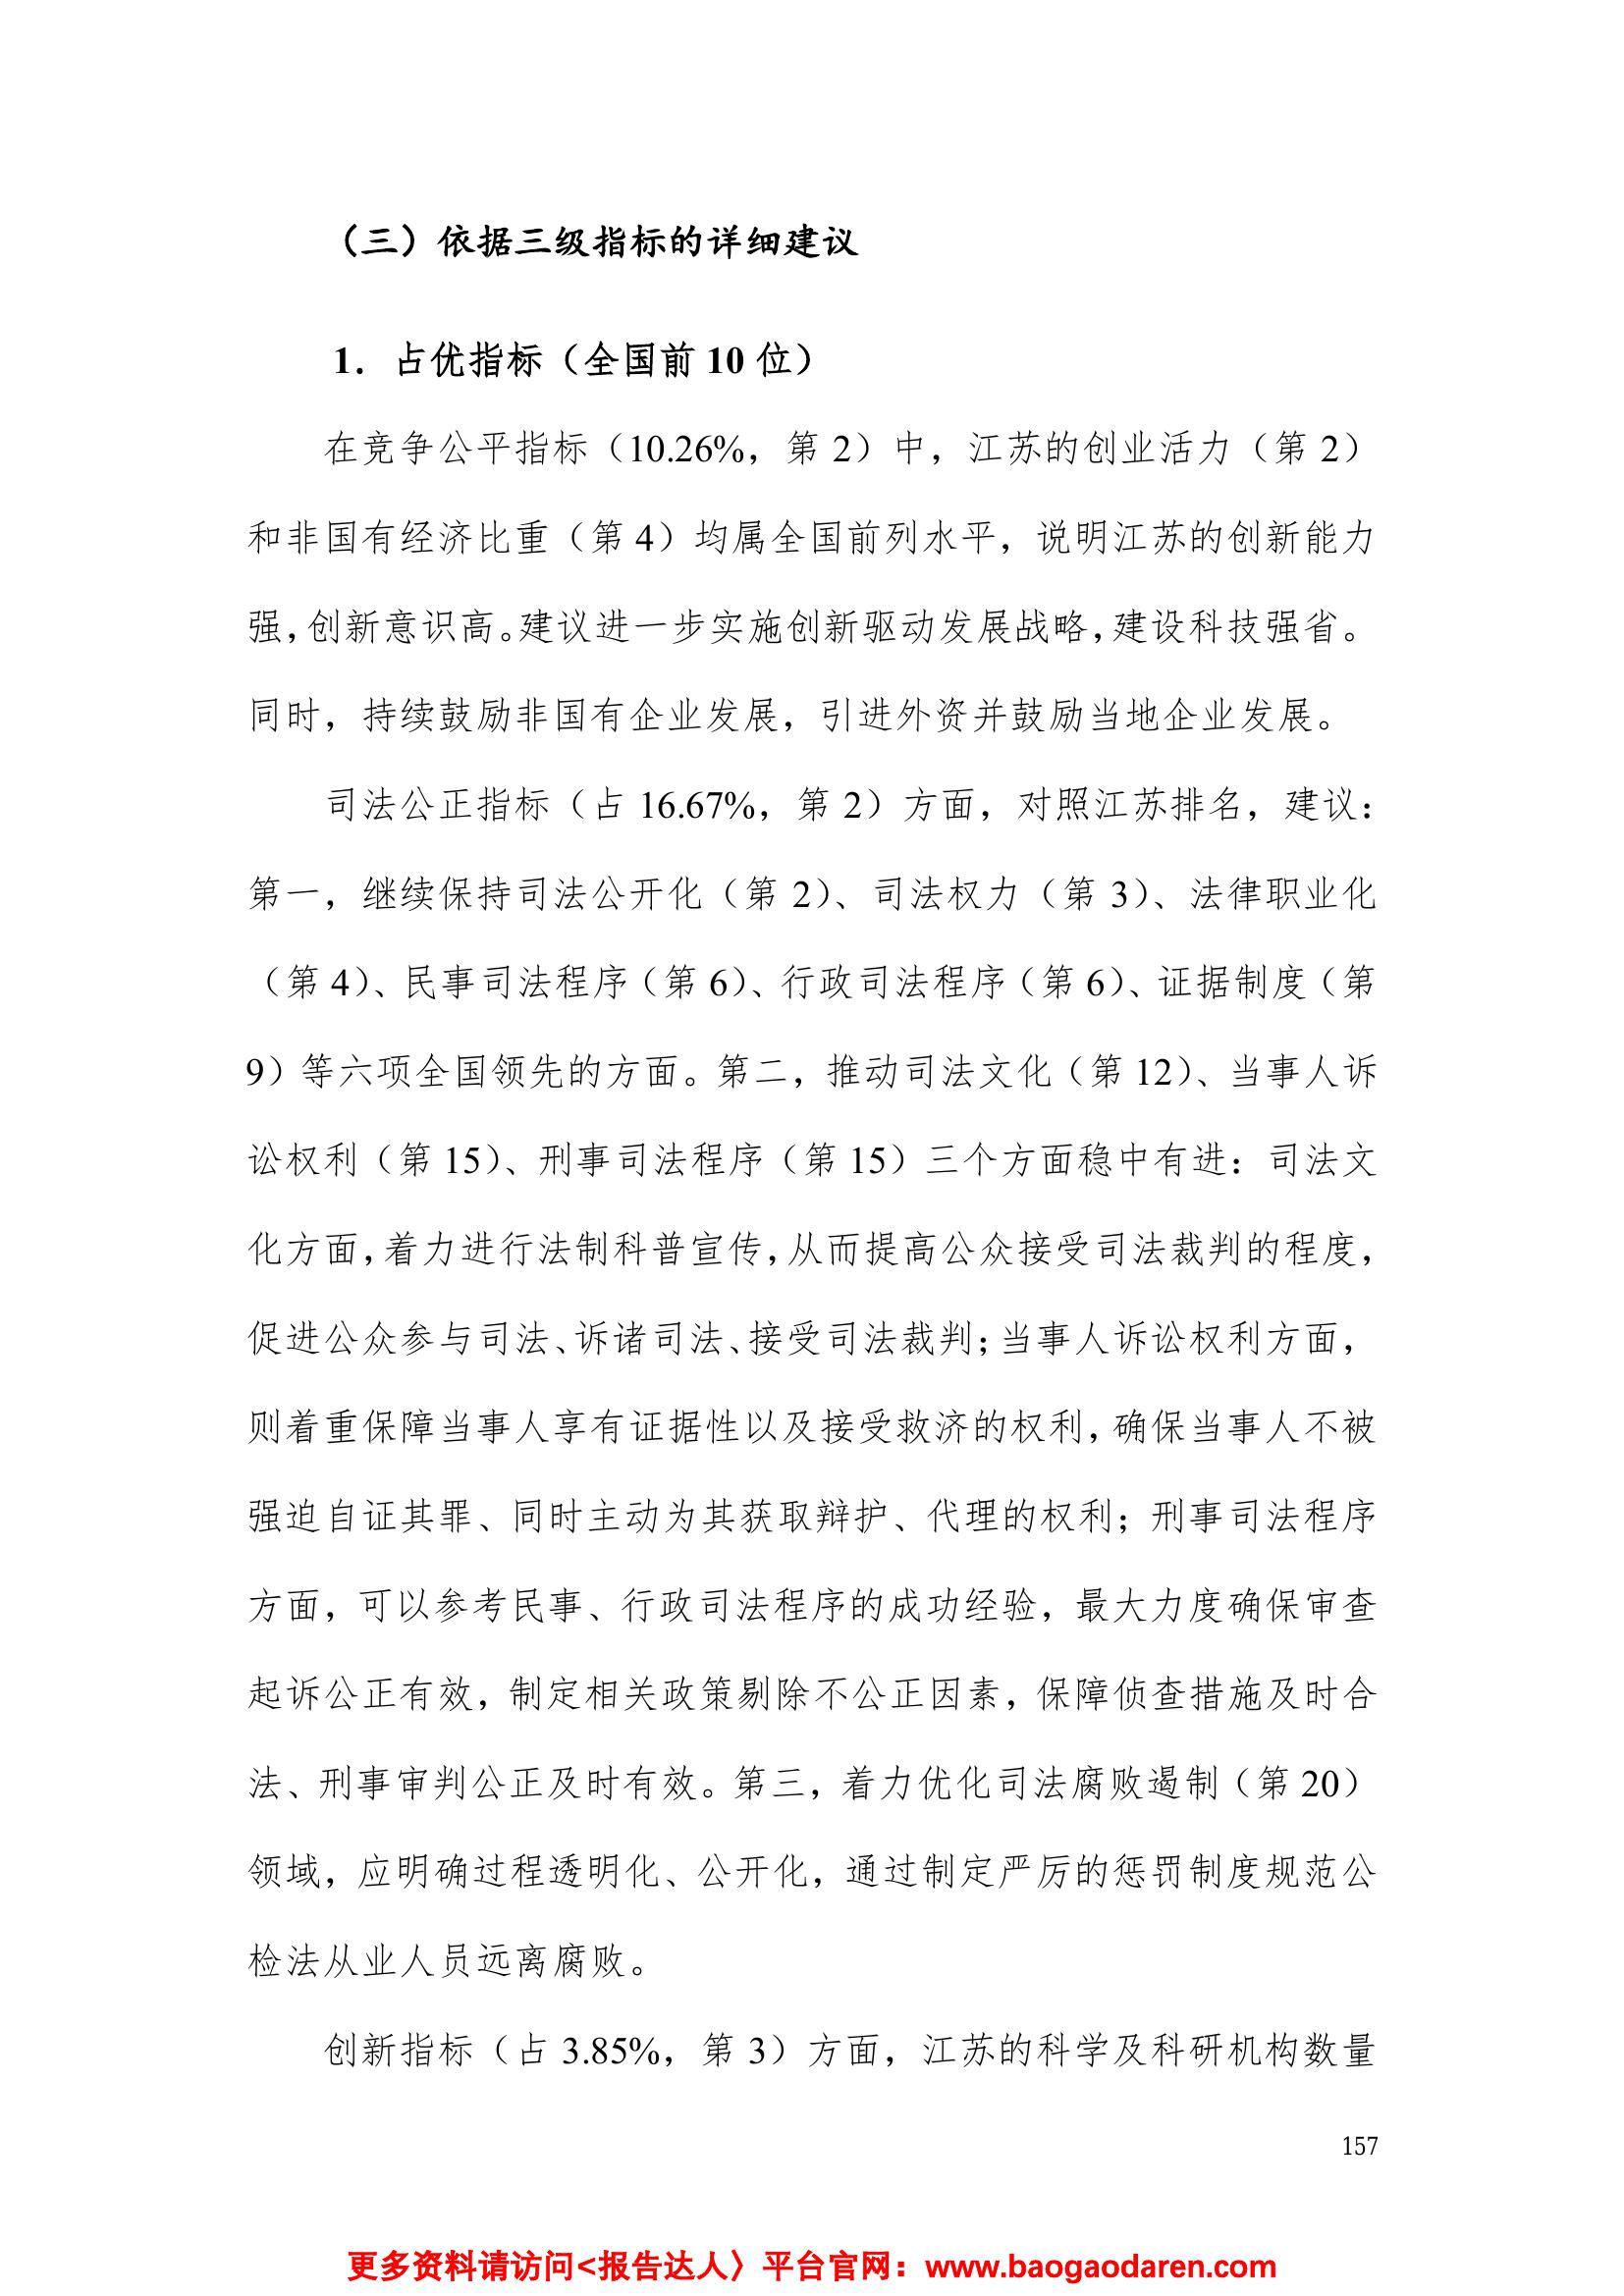 （三）依据三级指标的详细建议
1．占优指标（全国前 10 位）
在竞争公平指标（10.26%，第 2）中，江苏的创业活力（第 2）
和非国有经济比重（第 4）均属全国前列水平，说明江苏的创新能力
强，创新意识高。建议进一步实施创新驱动发展战略，建设科技强省。
同时，持续鼓励非国有企业发展，引进外资并鼓励当地企业发展。
司法公正指标（占 16.67%，第 2）方面，对照江苏排名，建议：
第一，继续保持司法公开化（第 2）、司法权力（第 3）、法律职业化
（第 4）、民事司法程序（第 6）、行政司法程序（第 6）、证据制度（第
9）等六项全国领先的方面。第二，推动司法文化（第 12）、当事人诉
讼权利（第 15）、刑事司法程序（第 15）三个方面稳中有进：司法文
化方面，着力进行法制科普宣传，从而提高公众接受司法裁判的程度，
促进公众参与司法、诉诸司法、接受司法裁判；当事人诉讼权利方面，
则着重保障当事人享有证据性以及接受救济的权利，确保当事人不被
强迫自证其罪、同时主动为其获取辩护、代理的权利；刑事司法程序
方面，可以参考民事、行政司法程序的成功经验，最大力度确保审查
起诉公正有效，制定相关政策剔除不公正因素，保障侦查措施及时合
法、刑事审判公正及时有效。第三，着力优化司法腐败遏制（第 20）
领域，应明确过程透明化、公开化，通过制定严厉的惩罚制度规范公
检法从业人员远离腐败。
创新指标（占 3.85%，第 3）方面，江苏的科学及科研机构数量
157
更多资料请访问<报告达人〉平台官网：www.baogaodaren.com